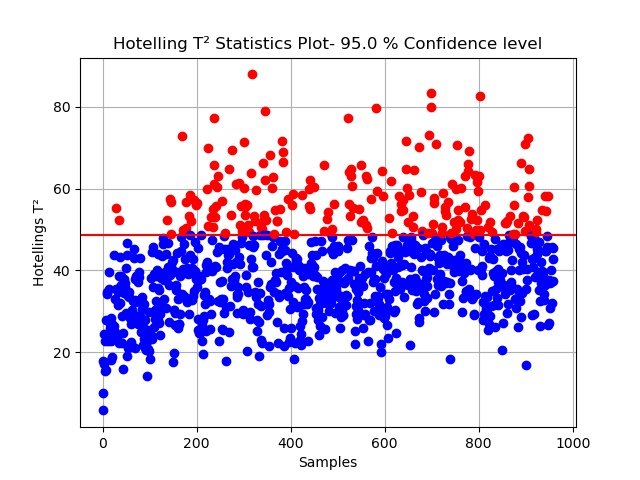 Hotelling T² Statistics Plot- 95.0 % Confidence level
80
60
40
20
Hotellings T²
0 200 400 600 800 1000
Samples